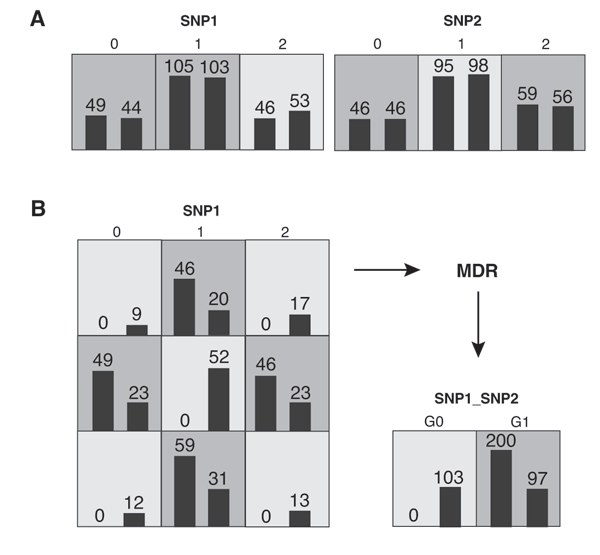 A
SNP1 SNP2
0 1 2 0 1 2
49 44 105 103 46 53 46 46 95 98 59 56
B
SNP1
0 1 2
0 9 46 20 0 17
MDR
49 23 0 52 46 23
SNP1_SNP2
G0 G1
0 12 59 31 0 13
0 103 200 97